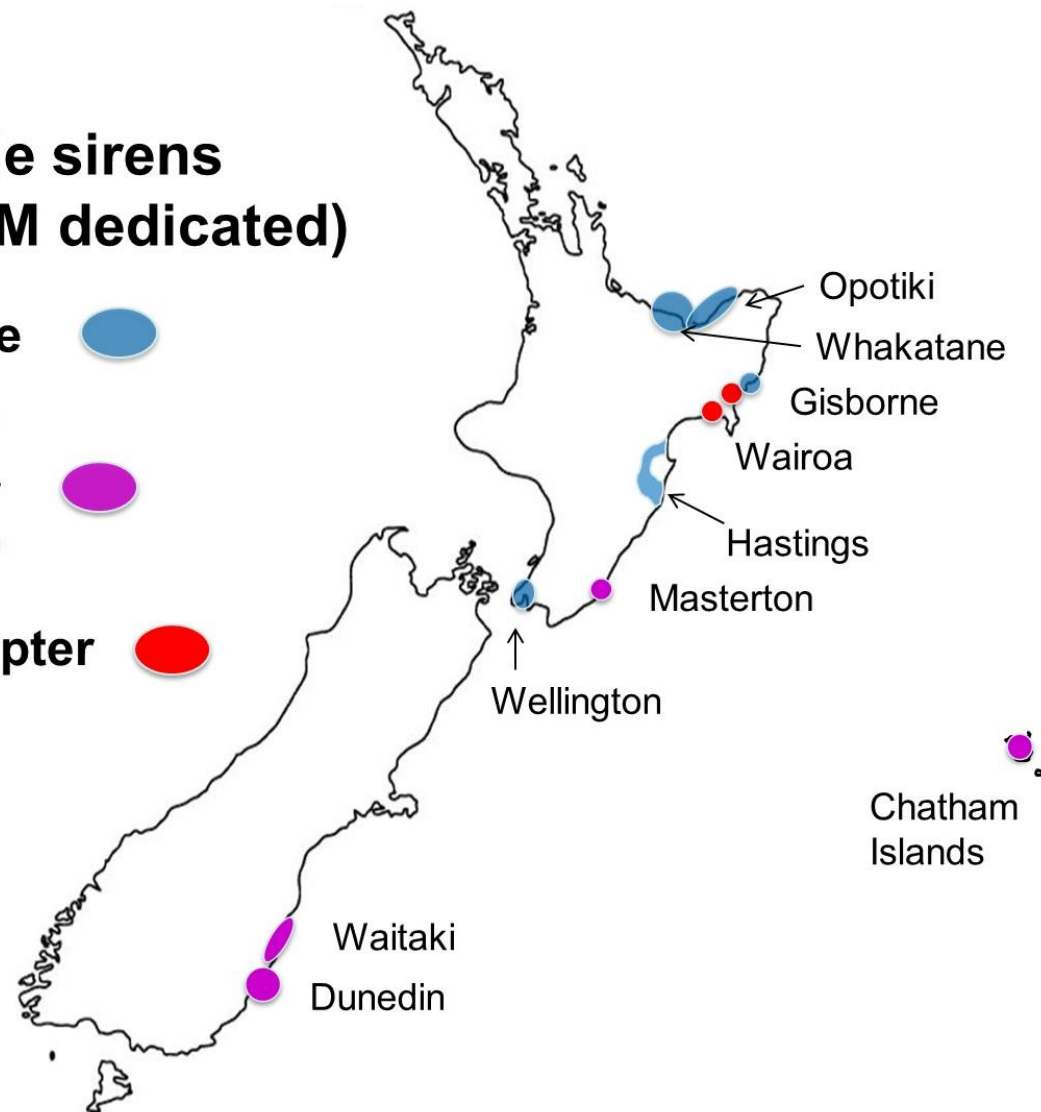 e sirens
M dedicated)
e
pter
Opotiki
Whakatane
Gisborne
Wairoa
Hastings
Masterton
Wellington
Chatham
Islands
Waitaki
Dunedin